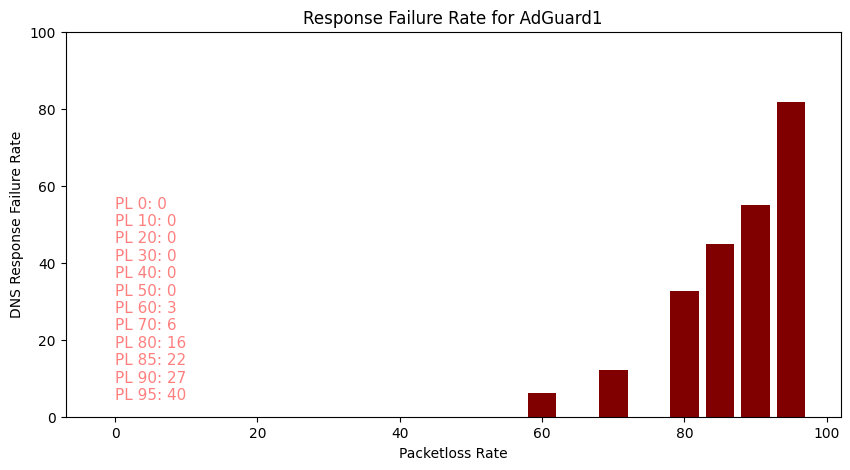 Response Failure Rate for AdGuard1
100
80
60
40
20
0
DNS Response Failure Rate
PL 0: 0
PL 10: 0
PL 20: 0
PL 30: 0
PL 40: 0
PL 50: 0
PL 60: 3
PL 70: 6
PL 80: 16
PL 85: 22
PL 90: 27
PL 95: 40
0 20 40 60 80 100
Packetloss Rate